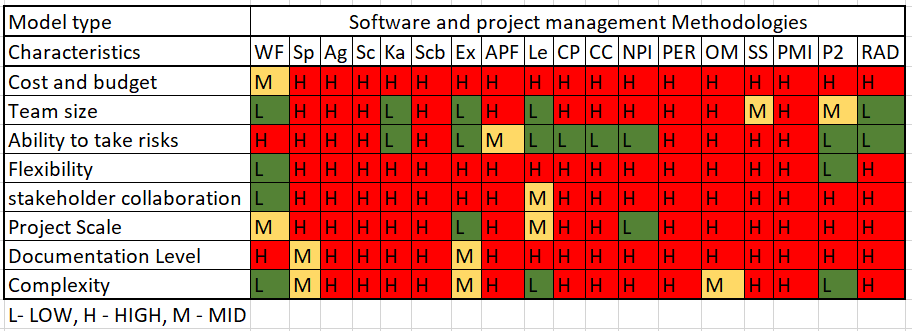 Model type Software and project management Methodologies
Characteristics WF Sp Ag Sc Ka Scb Ex APF Le CP CC NPI PER OM SS PMI P2 RAD
Cost and budget M H H H H H H H H H H H H H H H H H
Team size L H H H L H L H L H H H H H M H M L
Ability to take risks H H H H L H L M L L L L H H H H L L
Flexibility L H H H H H H H H H H H H H H H L H
stakeholder collaboration L H H H H H H H M H H H H H H H H H
Project Scale M H H H H H L H M H H L H H H H H H
Documentation Level H M H H H H M H H H H H H H H H H H
Complexity L M H H H H M H L H H H H M H H L H
L- LOW, H - HIGH, M - MID